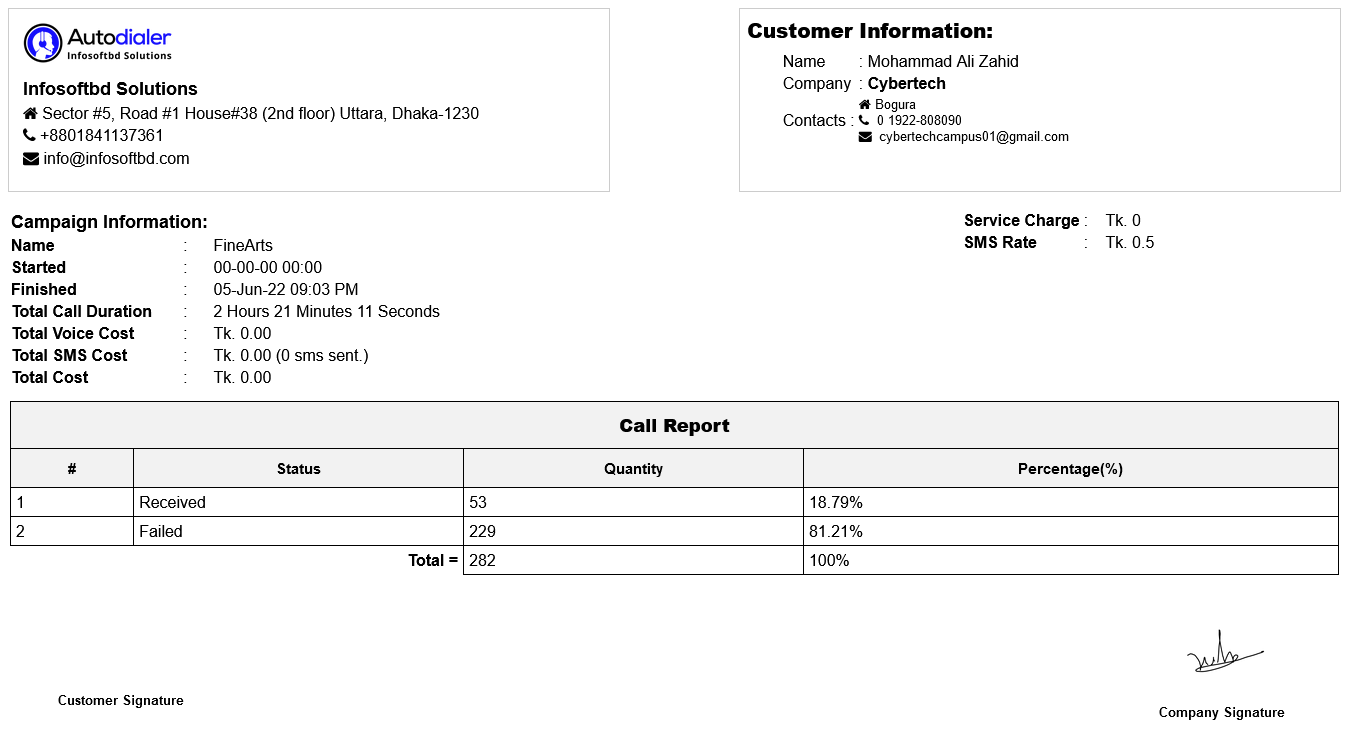 Autodialer
Infosoftbd Solutions
Infosoftbd Solutions
Sector #5, Road #1 House#38 (2nd floor) Uttara, Dhaka-1230
+8801841137361
info@infosoftbd.com
Customer Information:
Name : Mohammad Ali Zahid
Company : Cybertech
Contacts : Bogura
0 1922-808090
cybertechcampus01@gmail.com
Campaign Information:
Name : FineArts
Started : 00-00-00 00:00
Finished : 05-Jun-22 09:03 PM
Total Call Duration : 2 Hours 21 Minutes 11 Seconds
Total Voice Cost : Tk. 0.00
Total SMS Cost : Tk. 0.00 (0 sms sent.)
Total Cost : Tk. 0.00
Service Charge : Tk. 0
SMS Rate : Tk. 0.5
Call Report
# Status Quantity Percentage(%)
1 Received 53 18.79%
2 Failed 229 81.21%
Total = 282 100%
Customer Signature
Company Signature